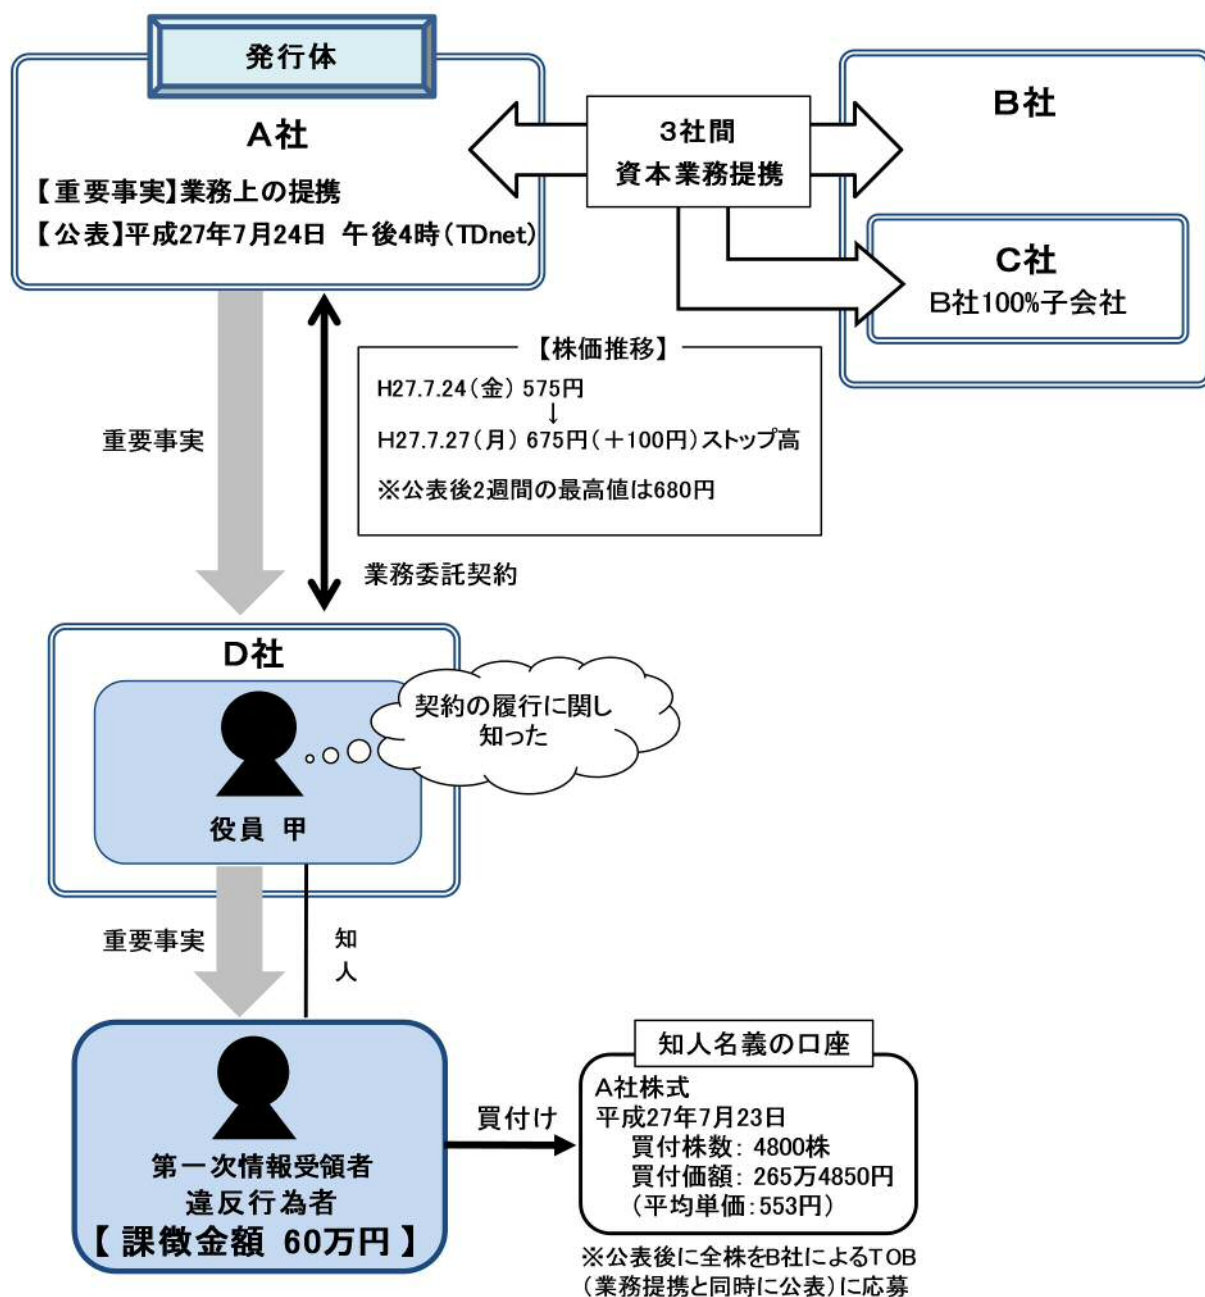 発行体
A社
【重要事実】業務上の提携
【公表】平成27年7月24日 午後4時(TDnet)
3社間
資本業務提携
B社
C社
B社100%子会社
【株価推移】
H27.7.24(金) 575円
↓
H27.7.27(月) 675円(+100円)ストップ高
※公表後2週間の最高値は680円
重要事実
業務委託契約
D社
契約の履行に関し
知った
役員 甲
重要事実
知
人
第一次情報受領者
違反行為者
【 課徴金額 60万円 】
買付け
知人名義の口座
A社株式
平成27年7月23日
買付株数: 4800株
買付価額: 265万4850円
(平均単価:553円)
※公表後に全株をB社によるTOB
(業務提携と同時に公表)に応募